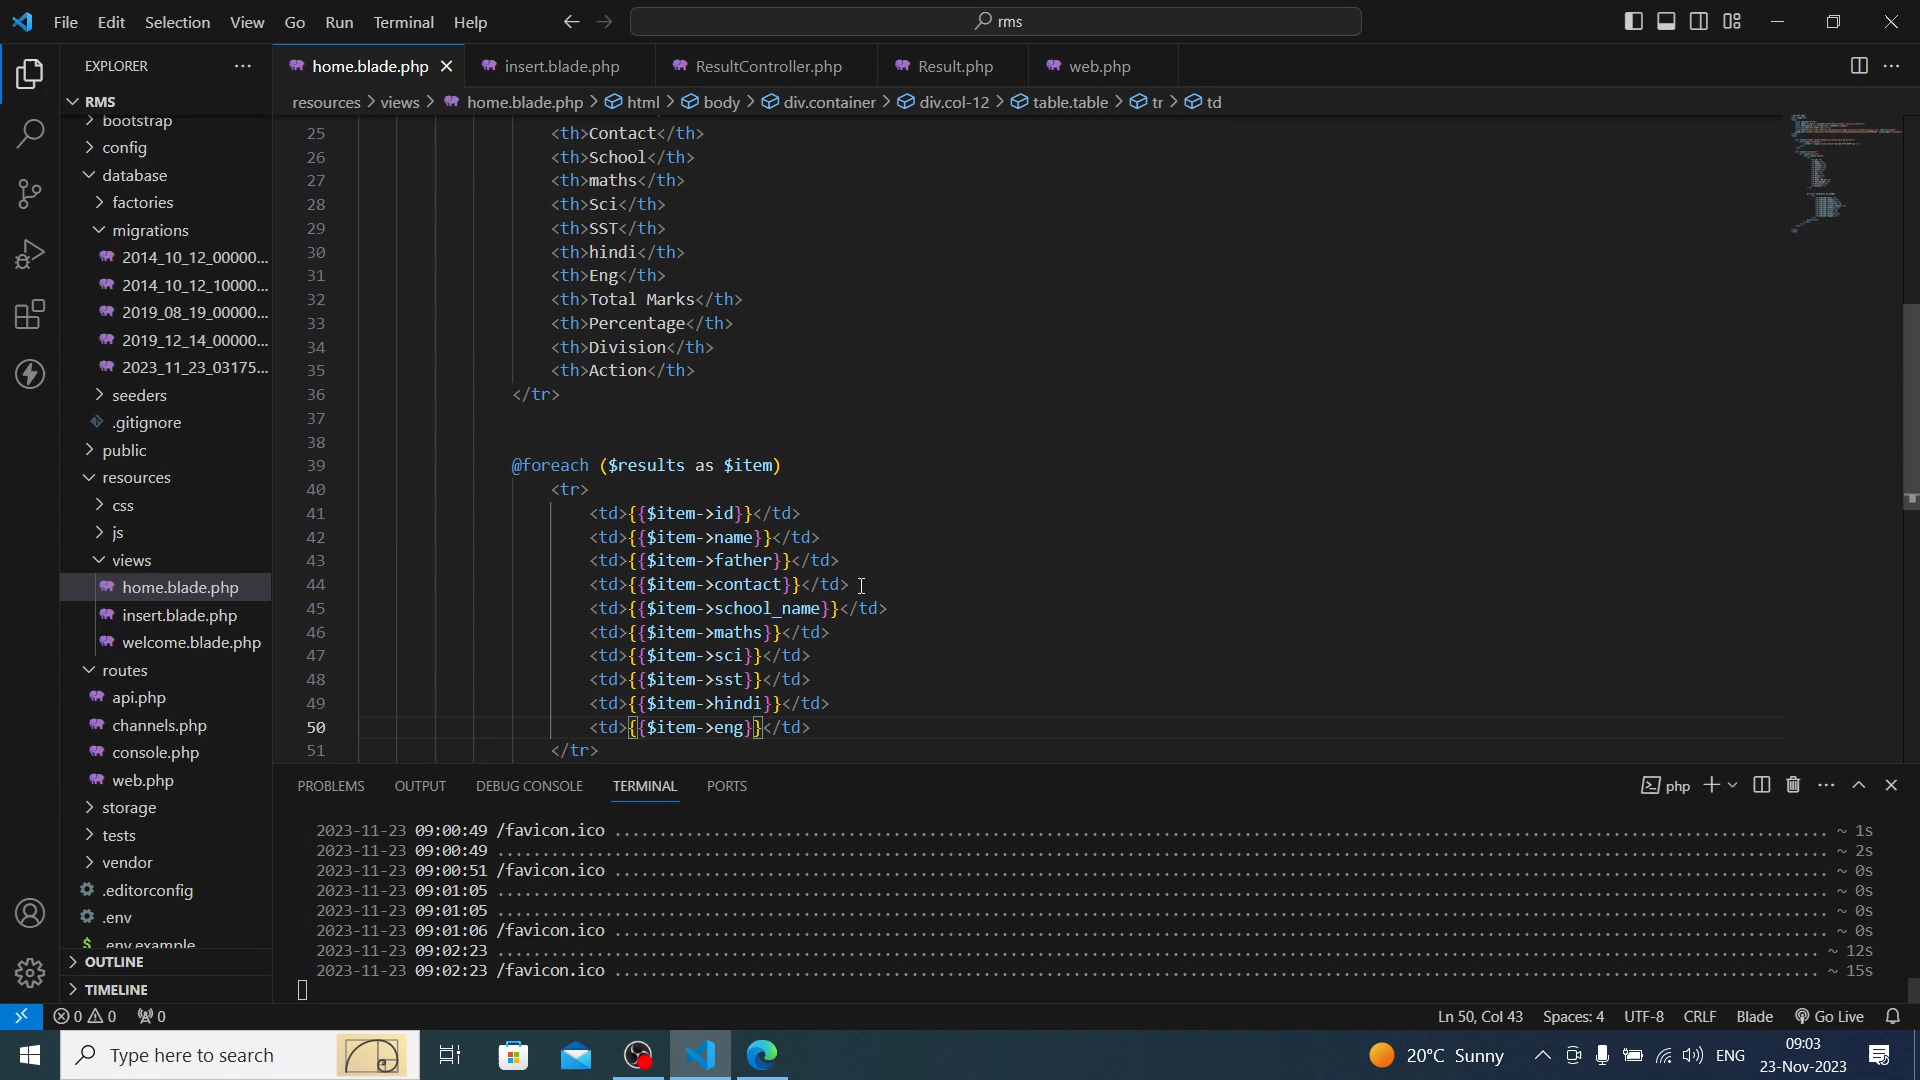 File Edit Selection View Go Run Terminal Help
rms
EXPLORER
home.blade.php insert.blade.php ResultController.php Result.php web.php
RMS
resources > views > home.blade.php > html > body > div.container > div.col-12 > table.table > tr > td
bootstrap
config
database
factories
migrations
2014_10_12_00000...
2014_10_12_10000...
2019_08_19_00000...
2019_12_14_00000...
2023_11_23_03175...
seeders
.gitignore
public
resources
css
js
views
home.blade.php
insert.blade.php
welcome.blade.php
routes
api.php
channels.php
console.php
web.php
storage
tests
vendor
.editorconfig
.env
$ .env.example
OUTLINE
TIMELINE
25 <th>Contact</th>
26 <th>School</th>
27 <th>maths</th>
28 <th>Sci</th>
29 <th>SST</th>
30 <th>hindi</th>
31 <th>Eng</th>
32 <th>Total Marks</th>
33 <th>Percentage</th>
34 <th>Division</th>
35 <th>Action</th>
36 </tr>
37
38
39 @foreach ($results as $item)
40 <tr>
41 <td>{{$item->id}}</td>
42 <td>{{$item->name}}</td>
43 <td>{{$item->father}}</td>
44 <td>{{$item->contact}}</td>
45 <td>{{$item->school_name}}</td>
46 <td>{{$item->maths}}</td>
47 <td>{{$item->sci}}</td>
48 <td>{{$item->sst}}</td>
49 <td>{{$item->hindi}}</td>
50 <td>{{$item->eng}}</td>
51 </tr>
PROBLEMS OUTPUT DEBUG CONSOLE TERMINAL PORTS
php
2023-11-23 09:00:49 /favicon.ico ........ ~ 1s
2023-11-23 09:00:49 ........ ~ 2s
2023-11-23 09:00:51 /favicon.ico ........ ~ 0s
2023-11-23 09:01:05 ........ ~ 0s
2023-11-23 09:01:05 ........ ~ 0s
2023-11-23 09:01:06 /favicon.ico ........ ~ 0s
2023-11-23 09:02:23 ........ ~ 12s
2023-11-23 09:02:23 /favicon.ico ........ ~ 15s
0 0 0
Ln 50, Col 43 Spaces: 4 UTF-8 CRLF Blade Go Live
Type here to search
20°C Sunny
ENG
09:03
23-Nov-2023